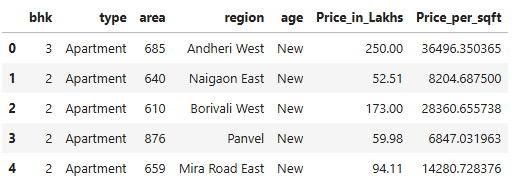 bhk type area region age Price_in_Lakhs Price_per_sqft
0 3 Apartment 685 Andheri West New 250.00 36496.350365
1 2 Apartment 640 Naigaon East New 52.51 8204.687500
2 2 Apartment 610 Borivali West New 173.00 28360.655738
3 2 Apartment 876 Panvel New 59.98 6847.031963
4 2 Apartment 659 Mira Road East New 94.11 14280.728376